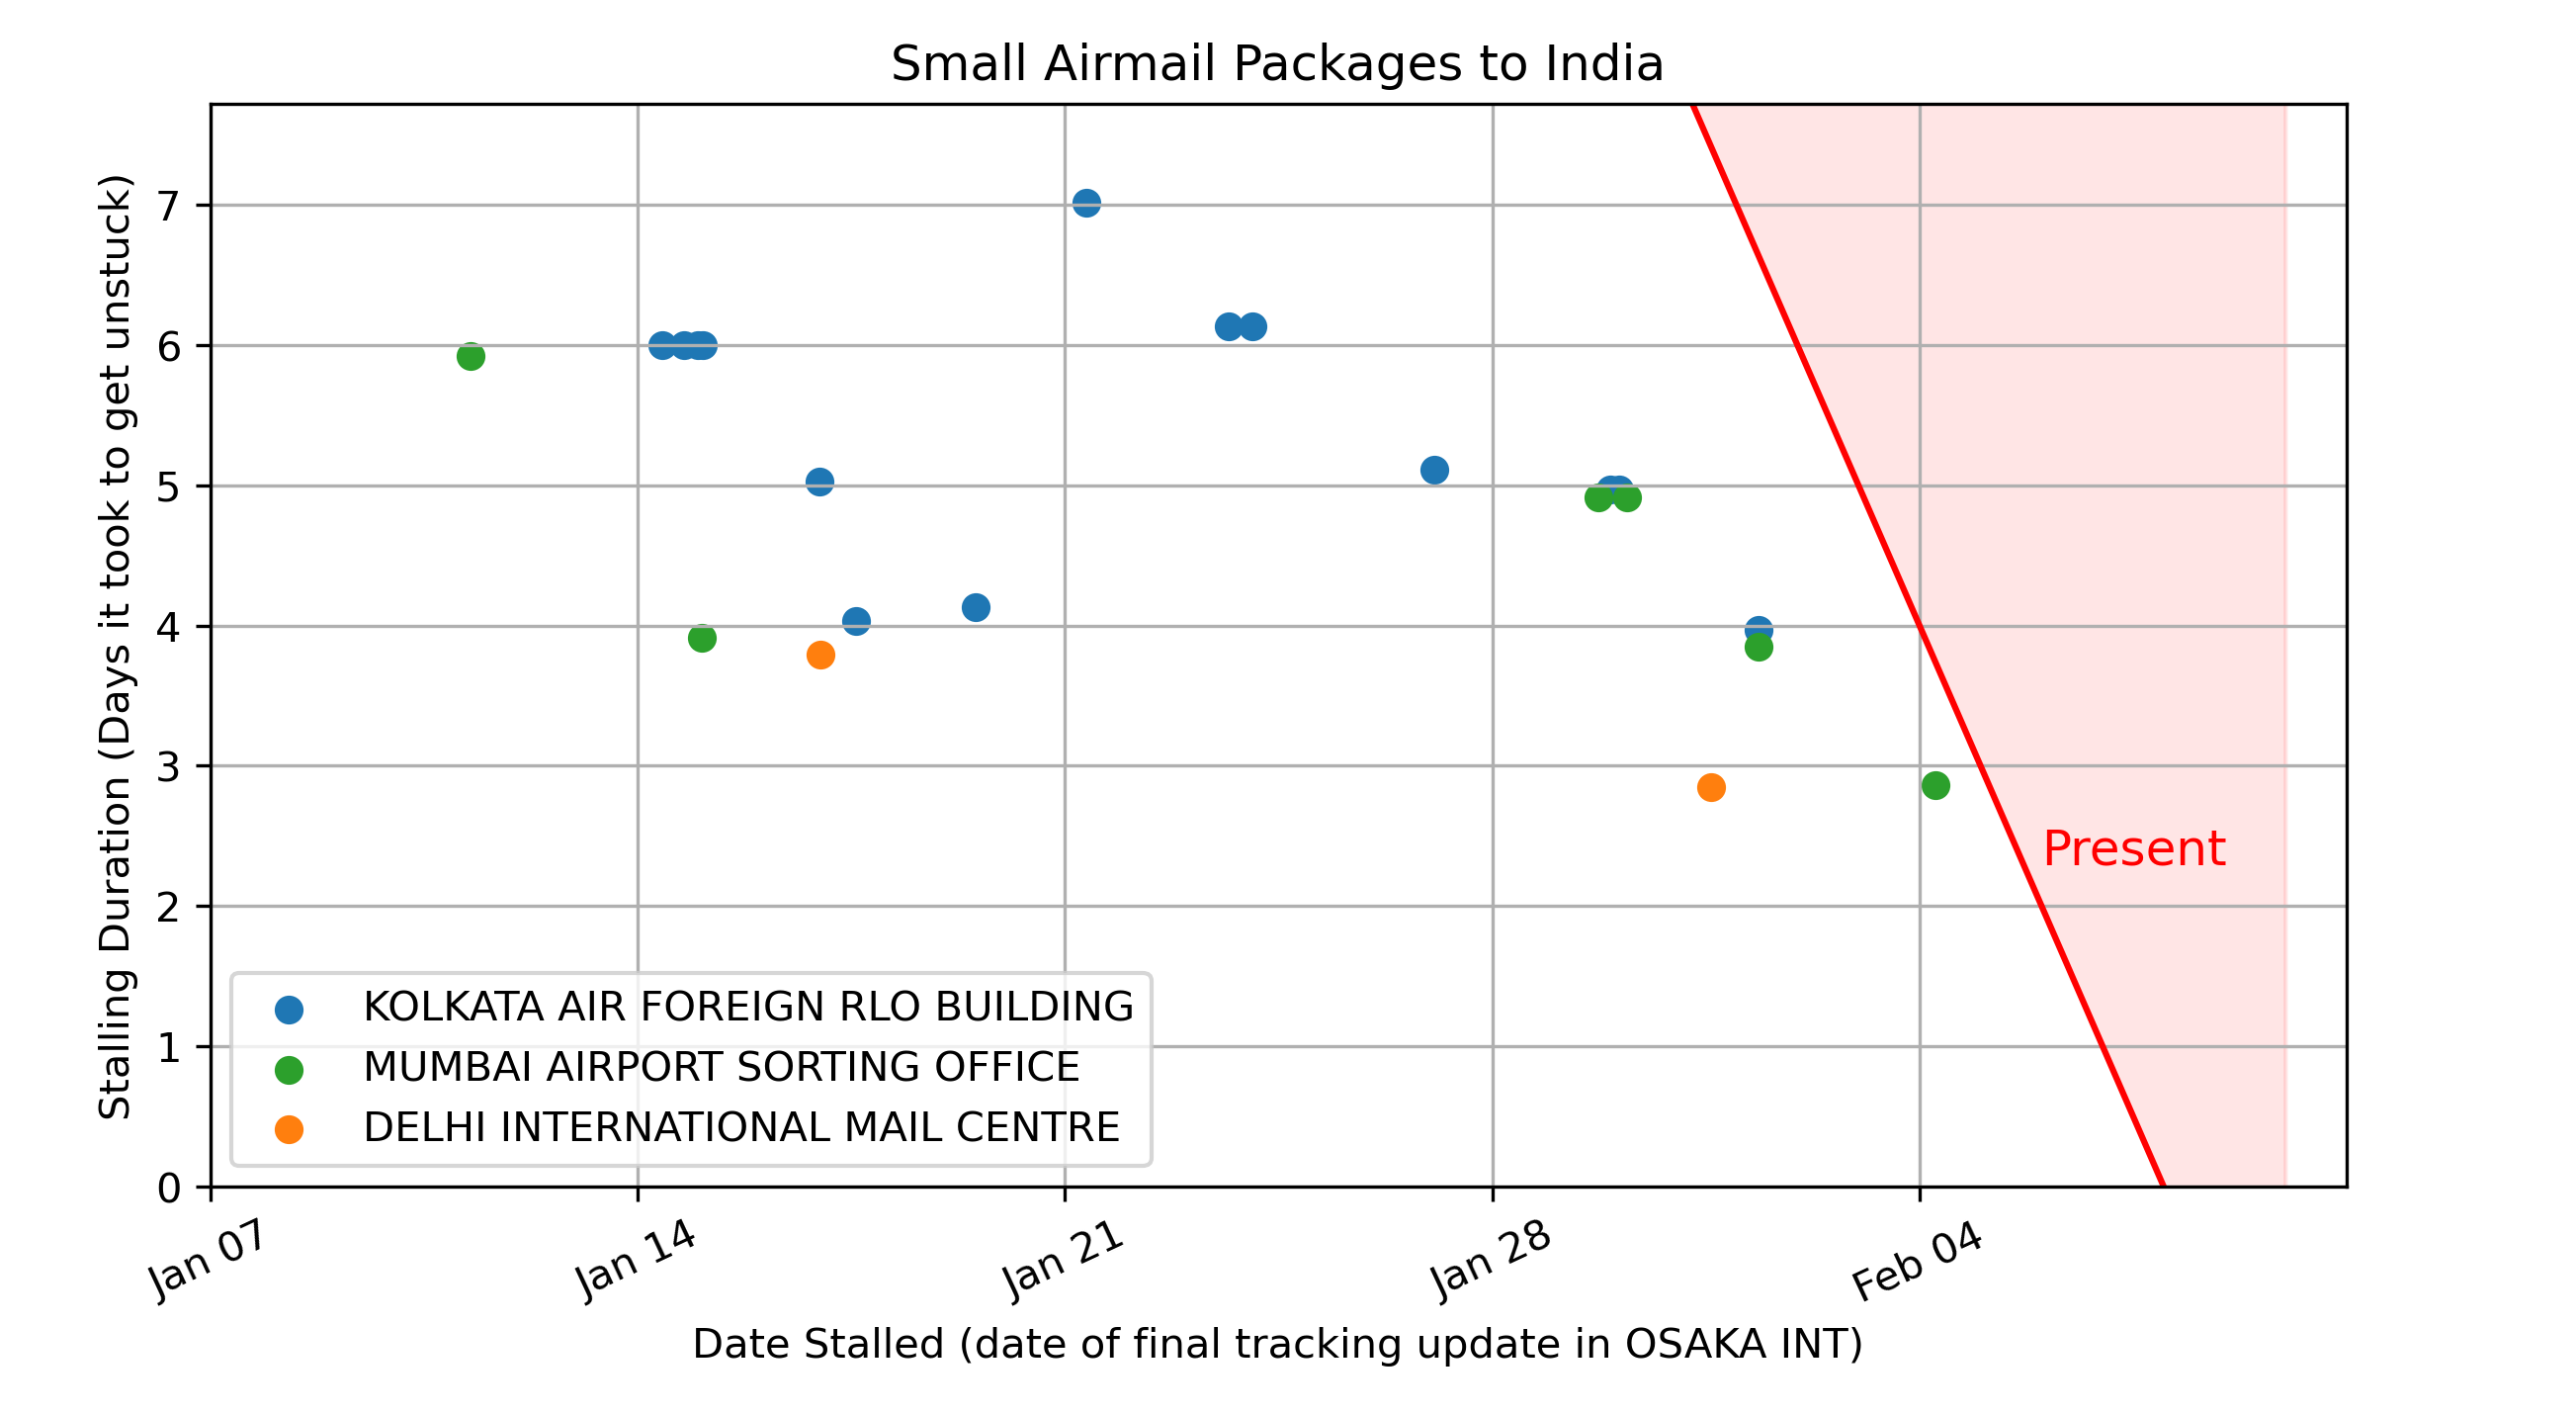 Small Airmail Packages to India
Stalling Duration (Days it took to get unstuck)
7
6
5
4
3
2
1
0
Present
KOLKATA AIR FOREIGN RLO BUILDING
MUMBAI AIRPORT SORTING OFFICE
DELHI INTERNATIONAL MAIL CENTRE
Jan 07
Jan 14
Jan 21
Jan 28
Feb 04
Date Stalled (date of final tracking update in OSAKA INT)